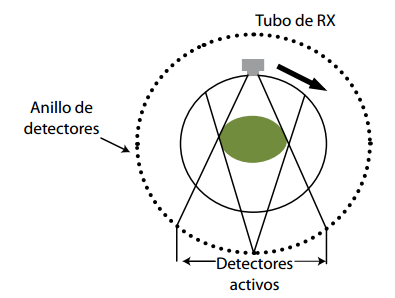 Tubo de RX
Anillo de
detectores
Detectores
activos